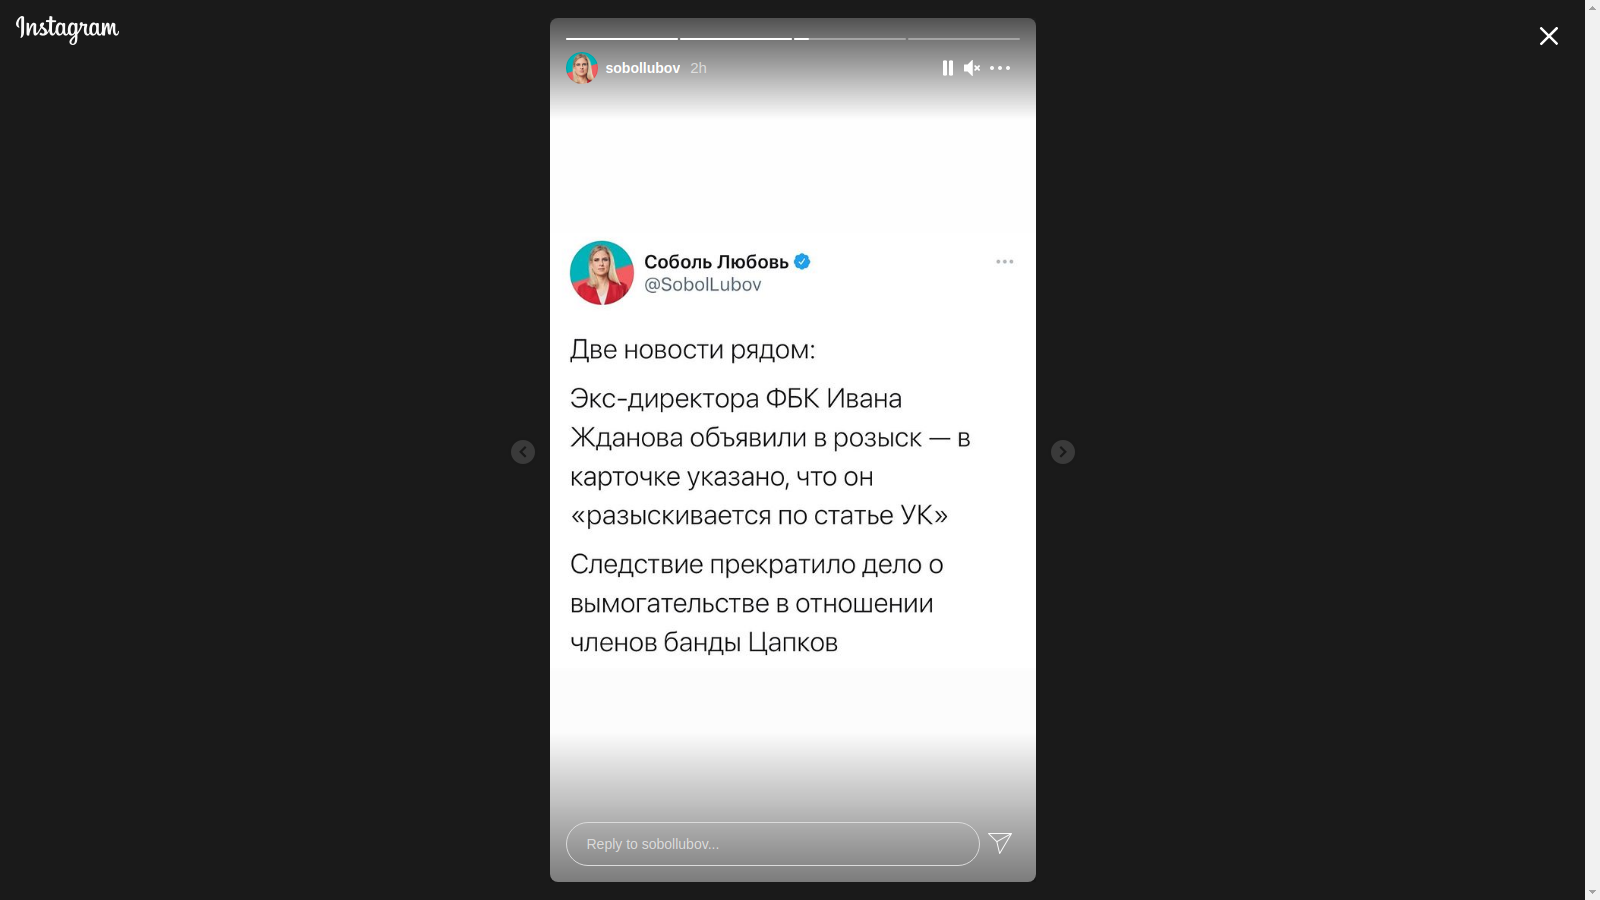 Instagram
sobollubov 2h
Соболь Любовь
@SobolLubov
Две новости рядом:
Экс-директора ФБК Ивана
Жданова объявили в розыск — в
карточке указано, что он
«разыскивается по статье УК»
Следствие прекратило дело о
вымогательстве в отношении
членов банды Цапков
Reply to sobollubov...